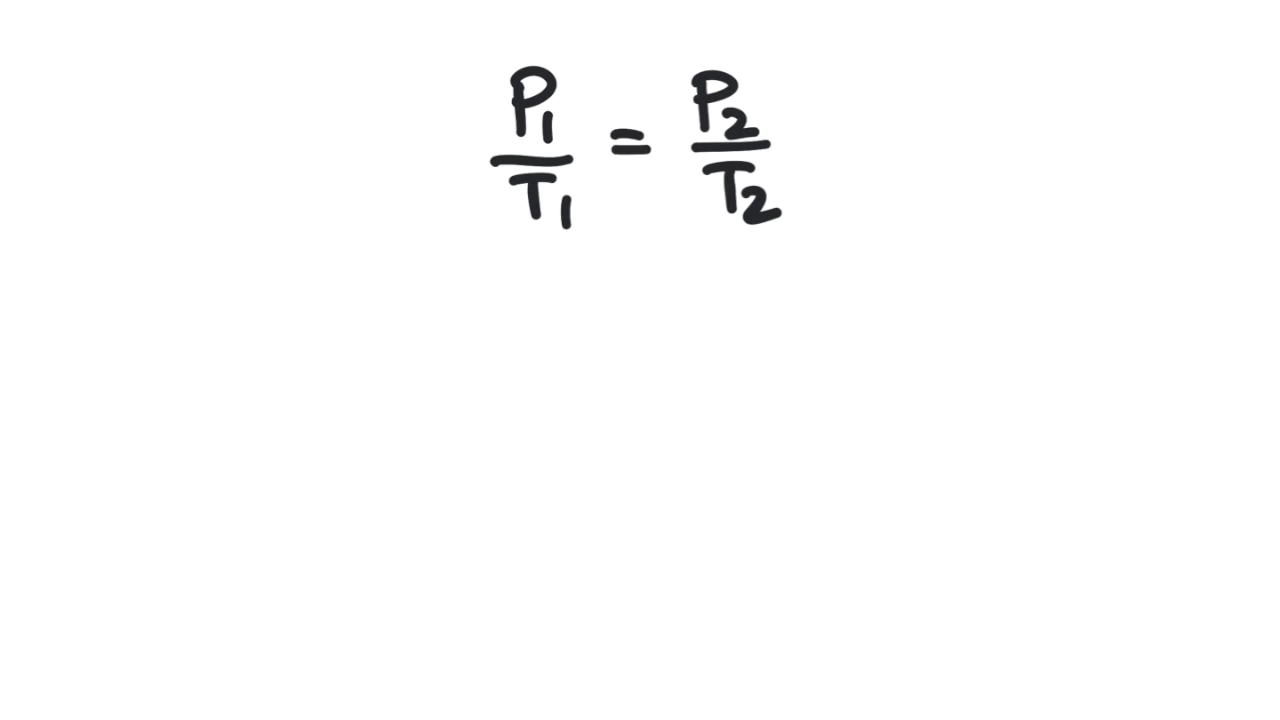 P₁/T₁ = P₂/T₂